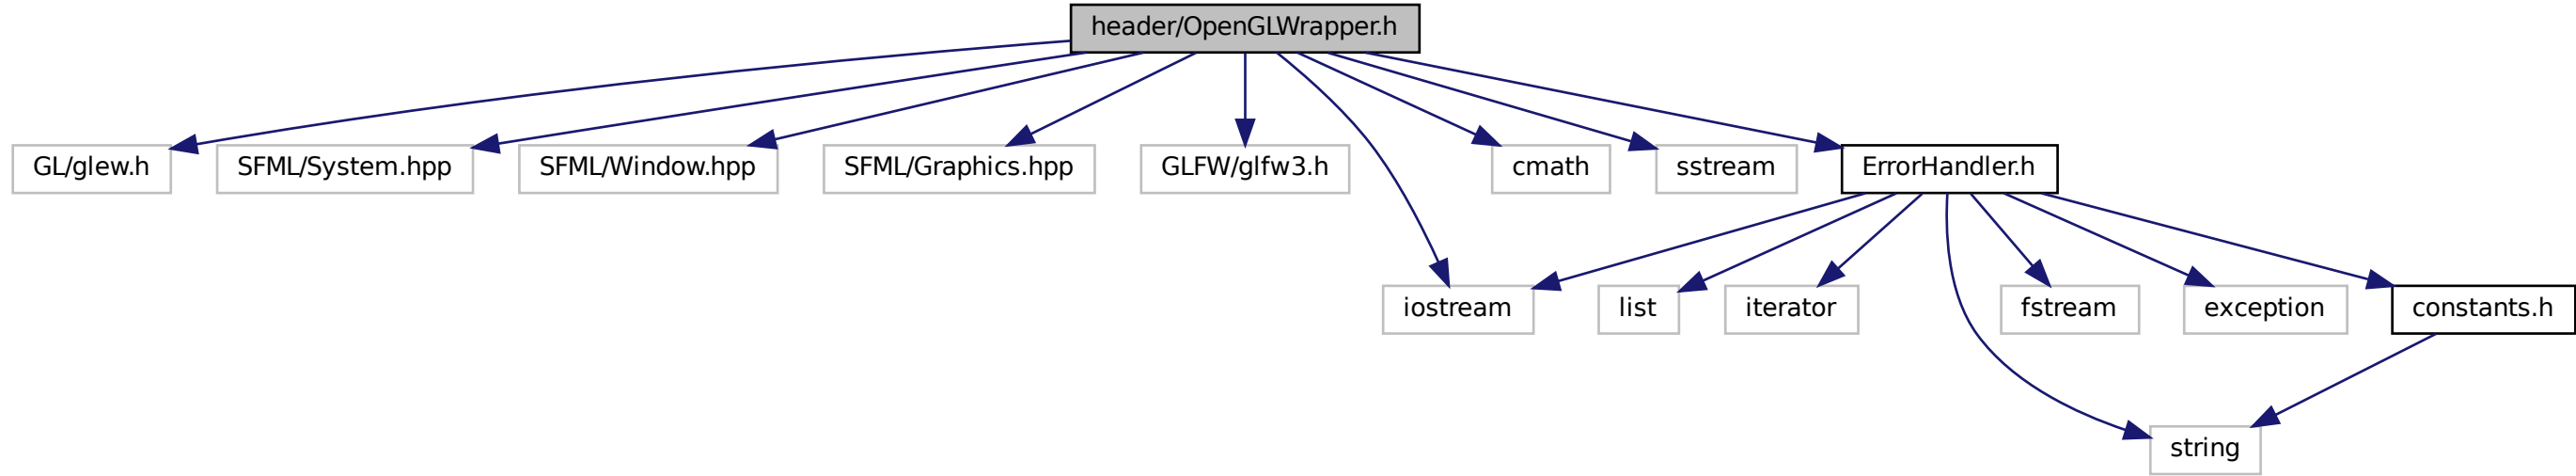 header/OpenGLWrapper.h
GL/glew.h
SFML/System.hpp
SFML/Window.hpp
SFML/Graphics.hpp
GLFW/glfw3.h
cmath
sstream
ErrorHandler.h
iostream
list
iterator
fstream
exception
constants.h
string